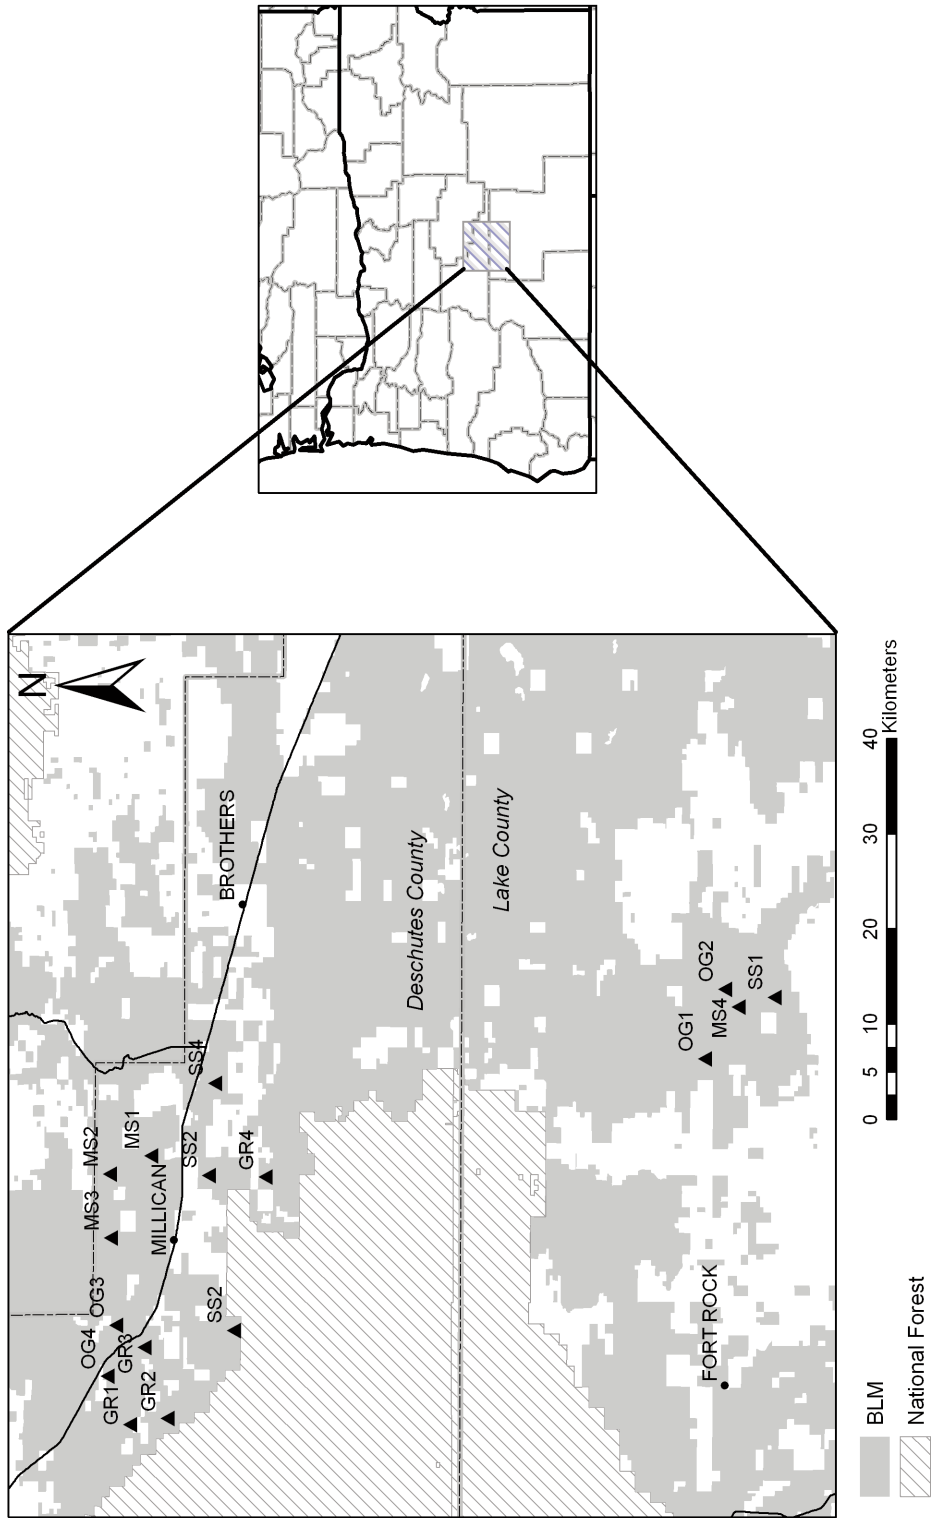 N
OG4
OG3
MS3
MS2
GR1
GR3
MS1
GR2
MILLICAN
SS2
SS4
SS2
GR4
BROTHERS
Deschutes County
Lake County
OG1
OG2
MS4
SS1
FORT ROCK
BLM
National Forest
0 5 10 20 30 40
Kilometers